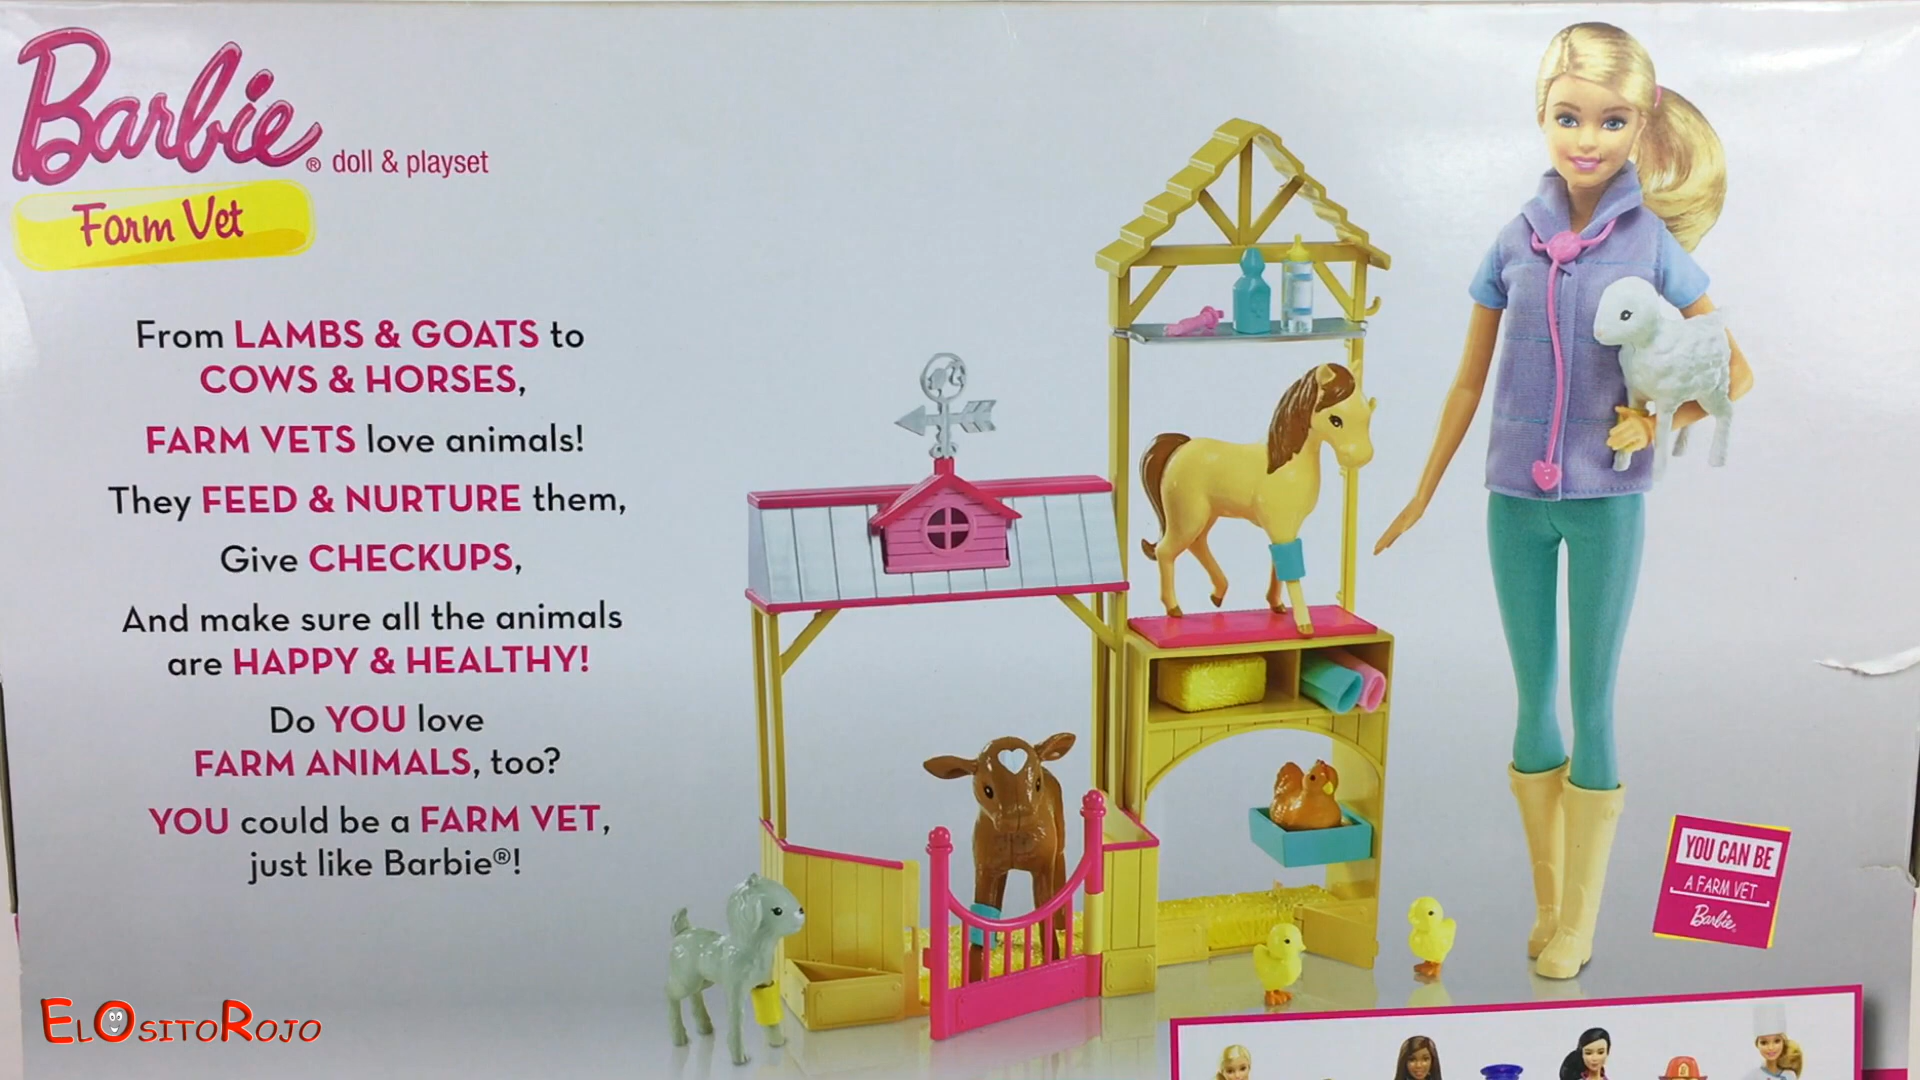 Barbie® doll & playset
Farm Vet
From LAMBS & GOATS to
COWS & HORSES,
FARM VETS love animals!
They FEED & NURTURE them,
Give CHECKUPS,
And make sure all the animals
are HAPPY & HEALTHY!
Do YOU love
FARM ANIMALS, too?
YOU could be a FARM VET,
just like Barbie®!
YOU CAN BE
A FARM VET
Barbie
ElOsitoRojo